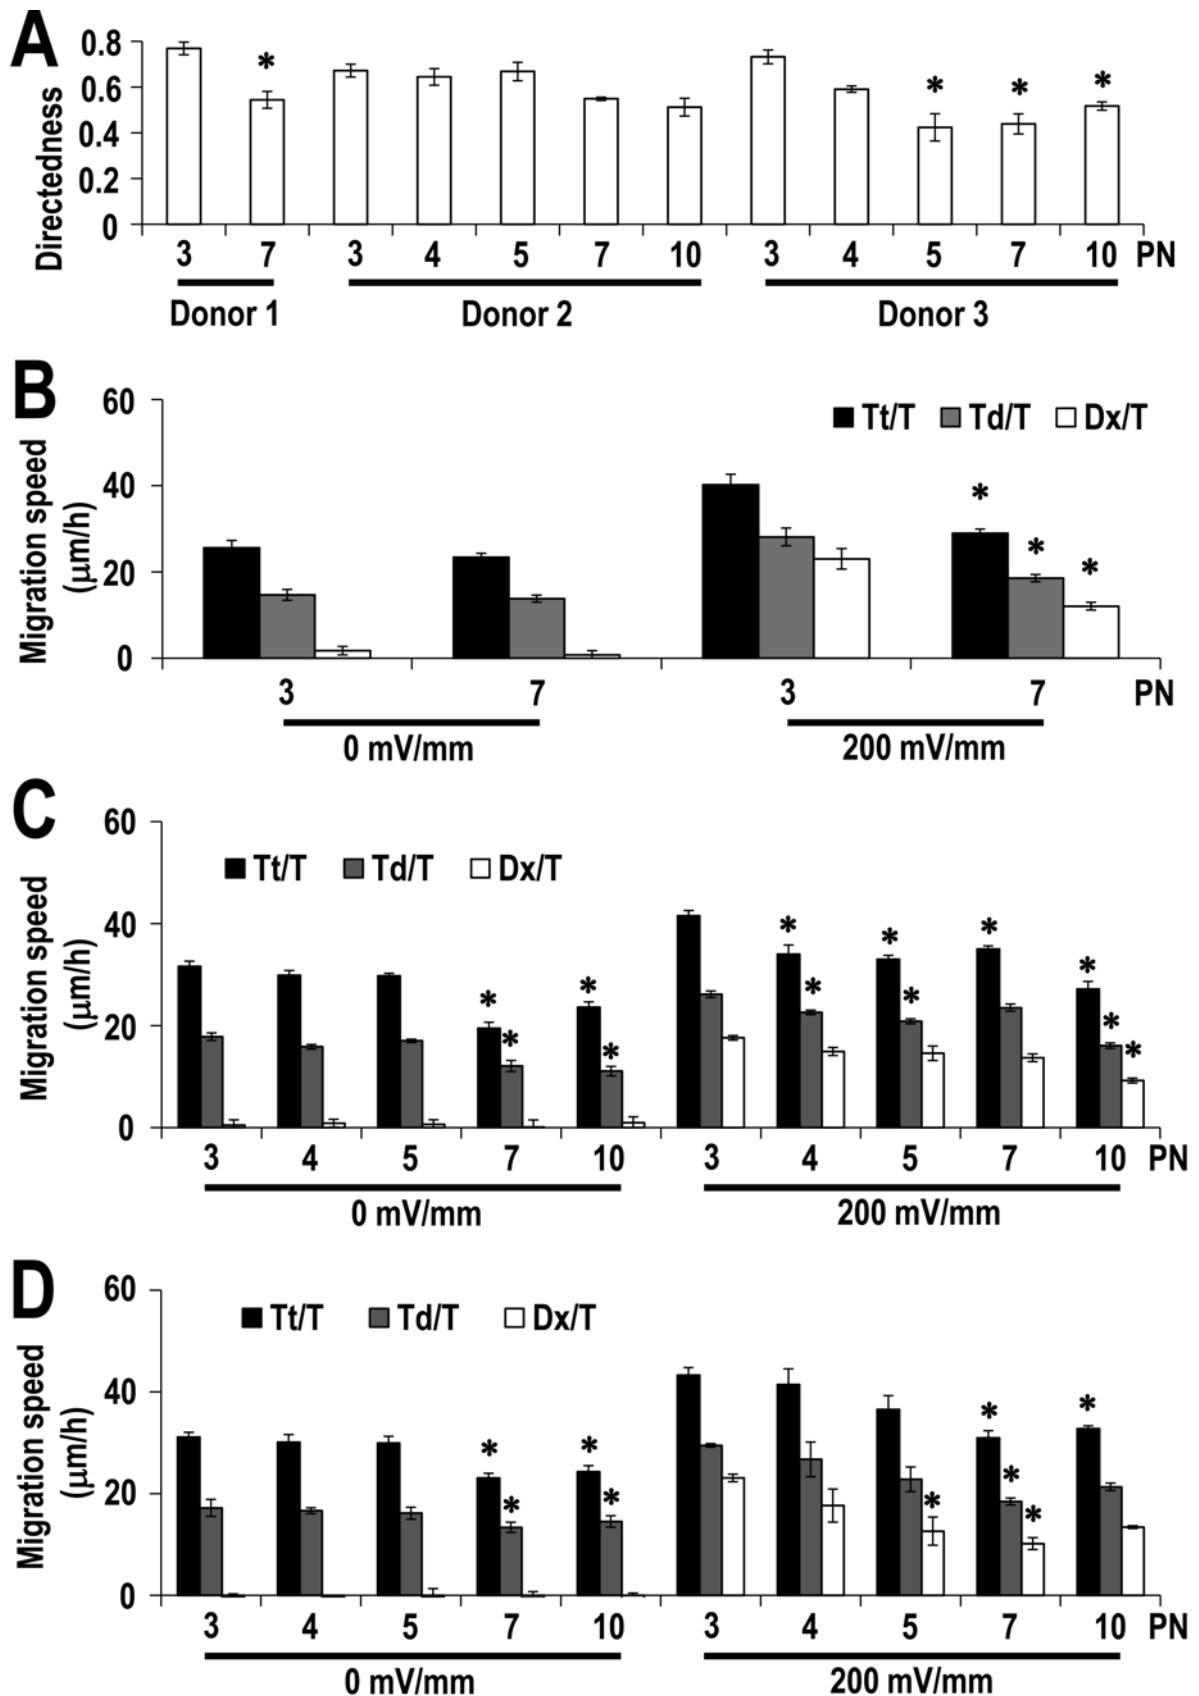 A
Directedness
0.8
0.6
0.4
0.2
0
* * * *
3 7 3 4 5 7 10 3 4 5 7 10 PN
Donor 1 Donor 2 Donor 3
B
Migration speed
(μm/h)
60
40
20
0
Tt/T Td/T Dx/T
* * *
3 7 3 7 PN
0 mV/mm 200 mV/mm
C
Migration speed
(μm/h)
60
40
20
0
Tt/T Td/T Dx/T
* * * * * * * * * * * *
3 4 5 7 10 3 4 5 7 10 PN
0 mV/mm 200 mV/mm
D
Migration speed
(μm/h)
60
40
20
0
Tt/T Td/T Dx/T
* * * * * * * * *
3 4 5 7 10 3 4 5 7 10 PN
0 mV/mm 200 mV/mm